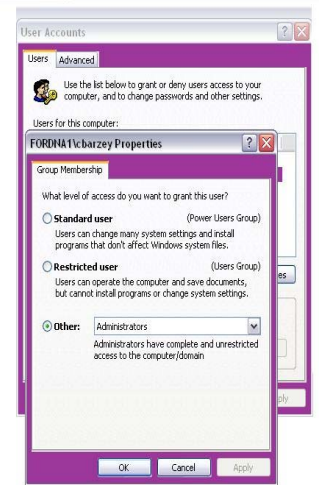 User Accounts
Users
Advanced
Use the list below to grant or deny users access to your
computer, and to change passwords and other settings.
Users for this computer:
FORDNA1\cbarzey Properties
Group Membership
What level of access do you want to grant this user?
Standard user
(Power Users Group)
Users can change many system settings and install
programs that don't affect Windows system files.
Restricted user
(Users Group)
Users can operate the computer and save documents,
but cannot install programs or change system settings.
es
Other:
Administrators
Administrators have complete and unrestricted
access to the computer/domain
ply
OK
Cancel
Apply